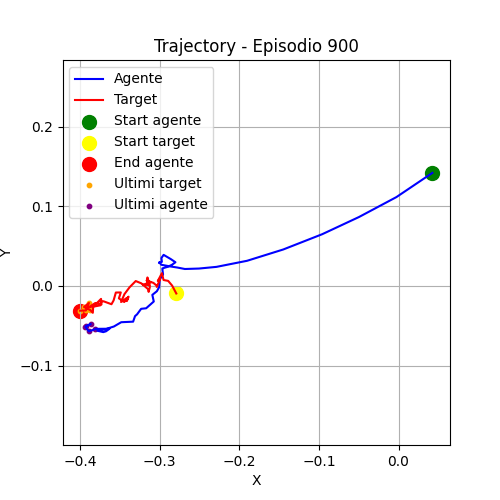 Trajectory - Episodio 900
Agente
Target
Start agente
Start target
End agente
Ultimi target
Ultimi agente
0.2
0.1
0.0
−0.1
Y
−0.4
−0.3
−0.2
−0.1
0.0
X